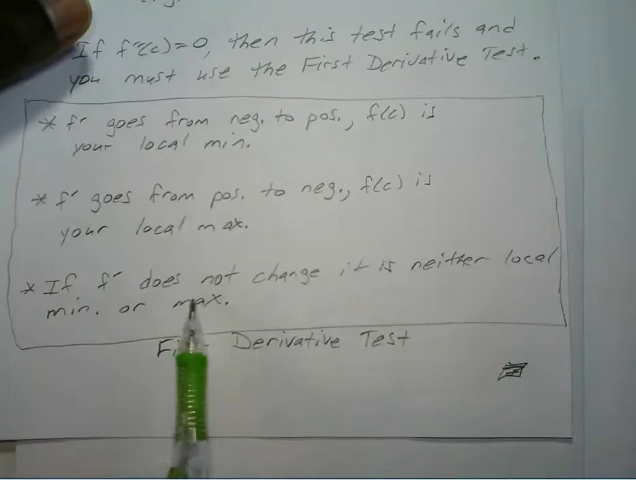 If f"(c)=0, then this test fails and
you must use the First Derivative Test.
* f' goes from neg. to pos., f(c) is
your local min.
* f' goes from pos. to neg., f(c) is
your local max.
* If f' does not change it is neither local
min. or max.
Derivative Test